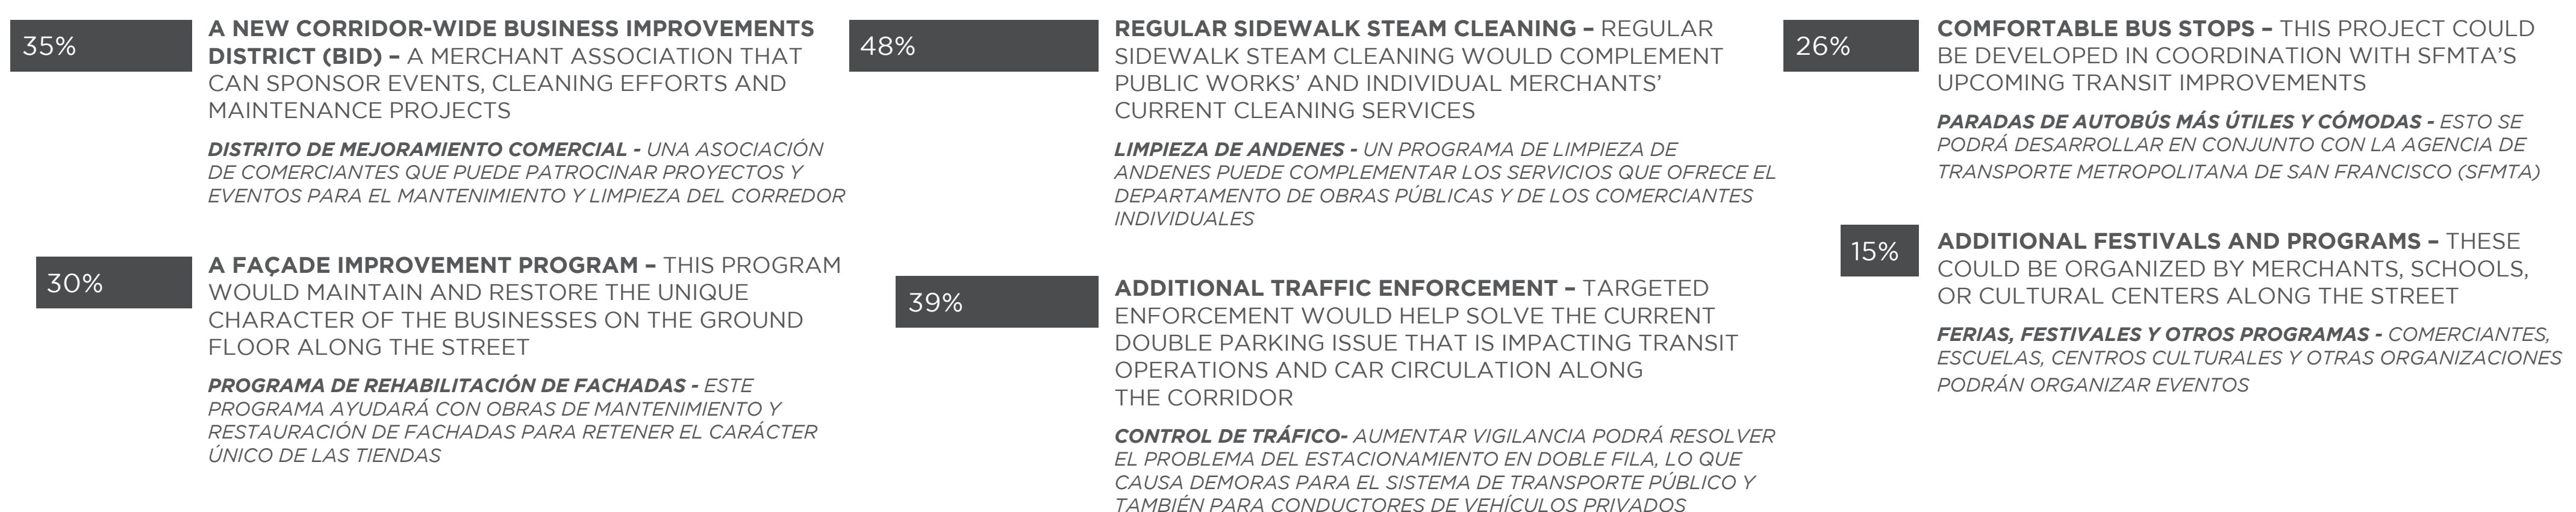 35%
A NEW CORRIDOR-WIDE BUSINESS IMPROVEMENTS
DISTRICT (BID) – A MERCHANT ASSOCIATION THAT
CAN SPONSOR EVENTS, CLEANING EFFORTS AND
MAINTENANCE PROJECTS
DISTRITO DE MEJORAMIENTO COMERCIAL - UNA ASOCIACIÓN
DE COMERCIANTES QUE PUEDE PATROCINAR PROYECTOS Y
EVENTOS PARA EL MANTENIMIENTO Y LIMPIEZA DEL CORREDOR
30%
A FAÇADE IMPROVEMENT PROGRAM – THIS PROGRAM
WOULD MAINTAIN AND RESTORE THE UNIQUE
CHARACTER OF THE BUSINESSES ON THE GROUND
FLOOR ALONG THE STREET
PROGRAMA DE REHABILITACIÓN DE FACHADAS - ESTE
PROGRAMA AYUDARÁ CON OBRAS DE MANTENIMIENTO Y
RESTAURACIÓN DE FACHADAS PARA RETENER EL CARÁCTER
ÚNICO DE LAS TIENDAS
48%
REGULAR SIDEWALK STEAM CLEANING – REGULAR
SIDEWALK STEAM CLEANING WOULD COMPLEMENT
PUBLIC WORKS’ AND INDIVIDUAL MERCHANTS’
CURRENT CLEANING SERVICES
LIMPIEZA DE ANDENES - UN PROGRAMA DE LIMPIEZA DE
ANDENES PUEDE COMPLEMENTAR LOS SERVICIOS QUE OFRECE EL
DEPARTAMENTO DE OBRAS PÚBLICAS Y DE LOS COMERCIANTES
INDIVIDUALES
39%
ADDITIONAL TRAFFIC ENFORCEMENT – TARGETED
ENFORCEMENT WOULD HELP SOLVE THE CURRENT
DOUBLE PARKING ISSUE THAT IS IMPACTING TRANSIT
OPERATIONS AND CAR CIRCULATION ALONG
THE CORRIDOR
CONTROL DE TRÁFICO- AUMENTAR VIGILANCIA PODRÁ RESOLVER
EL PROBLEMA DEL ESTACIONAMIENTO EN DOBLE FILA, LO QUE
CAUSA DEMORAS PARA EL SISTEMA DE TRANSPORTE PÚBLICO Y
TAMBIÉN PARA CONDUCTORES DE VEHÍCULOS PRIVADOS
26%
COMFORTABLE BUS STOPS – THIS PROJECT COULD
BE DEVELOPED IN COORDINATION WITH SFMTA’S
UPCOMING TRANSIT IMPROVEMENTS
PARADAS DE AUTOBÚS MÁS ÚTILES Y CÓMODAS - ESTO SE
PODRÁ DESARROLLAR EN CONJUNTO CON LA AGENCIA DE
TRANSPORTE METROPOLITANA DE SAN FRANCISCO (SFMTA)
15%
ADDITIONAL FESTIVALS AND PROGRAMS – THESE
COULD BE ORGANIZED BY MERCHANTS, SCHOOLS,
OR CULTURAL CENTERS ALONG THE STREET
FERIAS, FESTIVALES Y OTROS PROGRAMAS - COMERCIANTES,
ESCUELAS, CENTROS CULTURALES Y OTRAS ORGANIZACIONES
PODRÁN ORGANIZAR EVENTOS